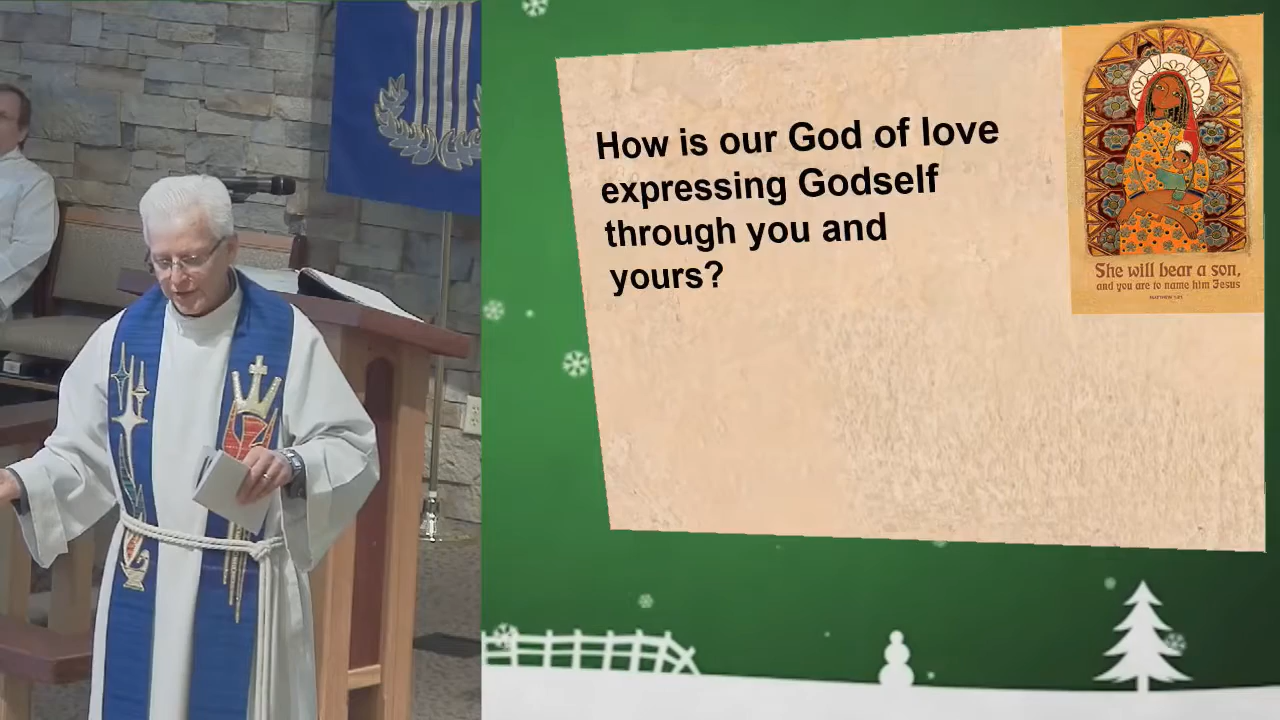 How is our God of love
expressing Godself
through you and
yours?
She will bear a son,
and you are to name him Jesus